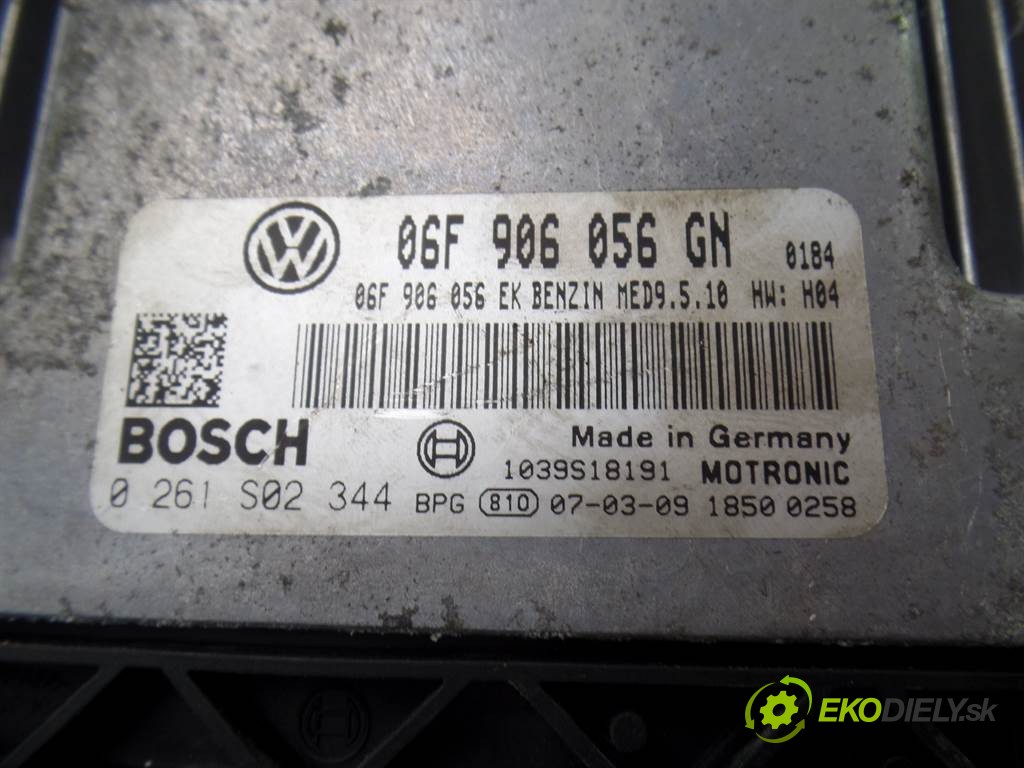 06F 906 056 GN 0184
06F 906 056 EK BENZIN MED9.5.10 HW: H04
BOSCH
Made in Germany
1039S18191 MOTRONIC
0 261 S02 344 BPG 810 07-03-09 1850 0258
EKODIELY.sk